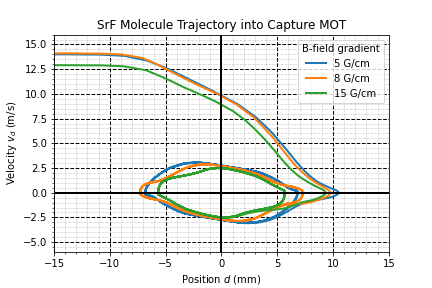 SrF Molecule Trajectory into Capture MOT
B-field gradient
5 G/cm
8 G/cm
15 G/cm
Velocity v_d (m/s)
15.0
12.5
10.0
7.5
5.0
2.5
0.0
−2.5
−5.0
−15 −10 −5 0 5 10 15
Position d (mm)